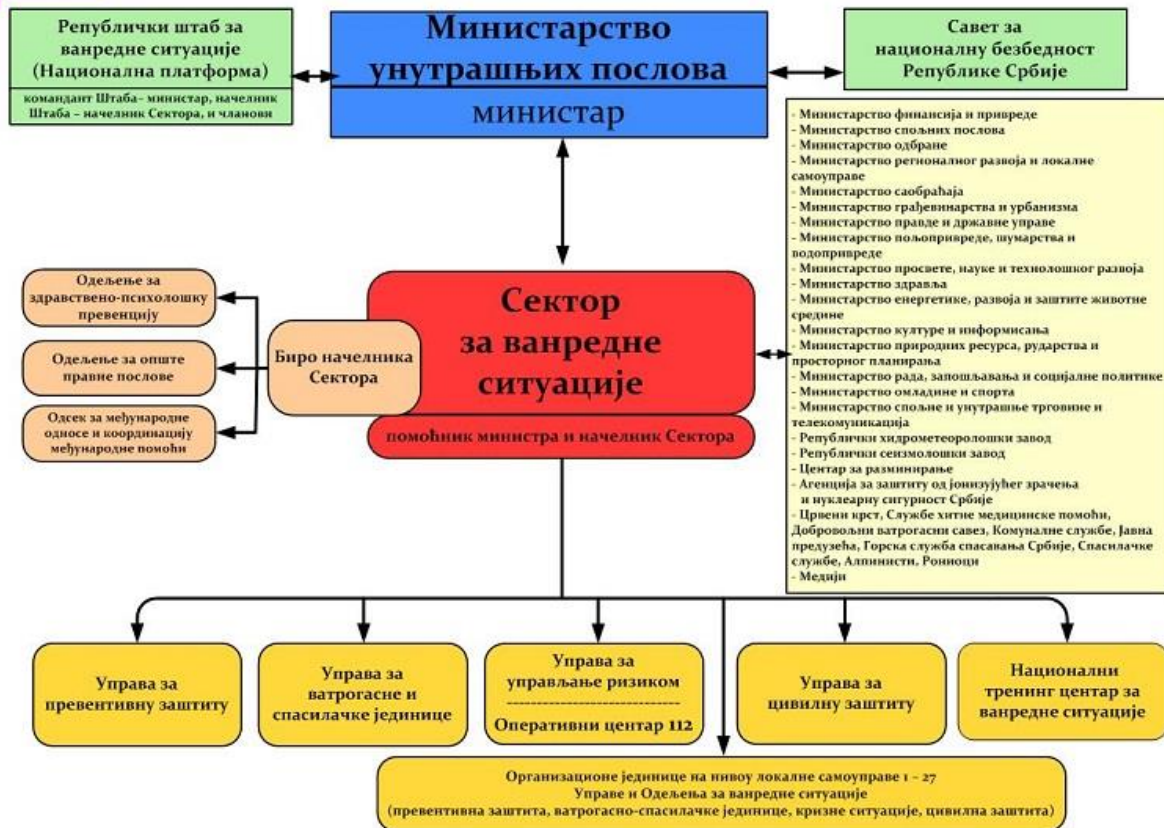 Републички штаб за
ванредне ситуације
(Национална платформа)
командант Штаба– министар, начелник
Штаба – начелник Сектора, и чланови
Министарство
унутрашњих послова
министар
Савет за
националну безбедност
Републике Србије
- Министарство финансија и привреде
- Министарство спољних послова
- Министарство одбране
- Министарство регионалног развоја и локалне
самоуправе
- Министарство саобраћаја
- Министарство грађевинарства и урбанизма
- Министарство правде и државне управе
- Министарство пољопривреде, шумарства и
водопривреде
- Министарство просвете, науке и технолошког развоја
- Министарство здравља
- Министарство енергетике, развоја и заштите животне
средине
- Министарство културе и информисања
- Министарство природних ресурса, рударства и
просторног планирања
- Министарство рада, запошљавања и социјалне политике
- Министарство омладине и спорта
- Министарство спољне и унутрашње трговине и
телекомуникација
- Републички хидрометеоролошки завод
- Републички сеизмолошки завод
- Центар за разминирање
- Агенција за заштиту од јонизујућег зрачења
и нуклеарну сигурност Србије
- Црвени крст, Службе хитне медицинске помоћи,
Добровољни ватрогасни савез, Комуналне службе, Јавна
предузећа, Горска служба спасавања Србије, Спасилачке
службе, Алпинисти, Рониоци
- Медији
Одељење за
здравствено-психолошку
превенцију
Одељење за опште
правне послове
Одсек за међународне
односе и координацију
међународне помоћи
Биро начелника
Сектора
Сектор
за ванредне
ситуације
помоћник министра и начелник Сектора
Управа за
превентивну заштиту
Управа за
ватрогасне и
спасилачке јединице
Управа за
управљање ризиком
------------------------------
Оперативни центар 112
Управа за
цивилну заштиту
Национални
тренинг центар за
ванредне ситуације
Организационе јединице на нивоу локалне самоуправе 1 – 27
Управе и Одељења за ванредне ситуације
(превентивна заштита, ватрогасно-спасилачке јединице, кризне ситуације, цивилна заштита)